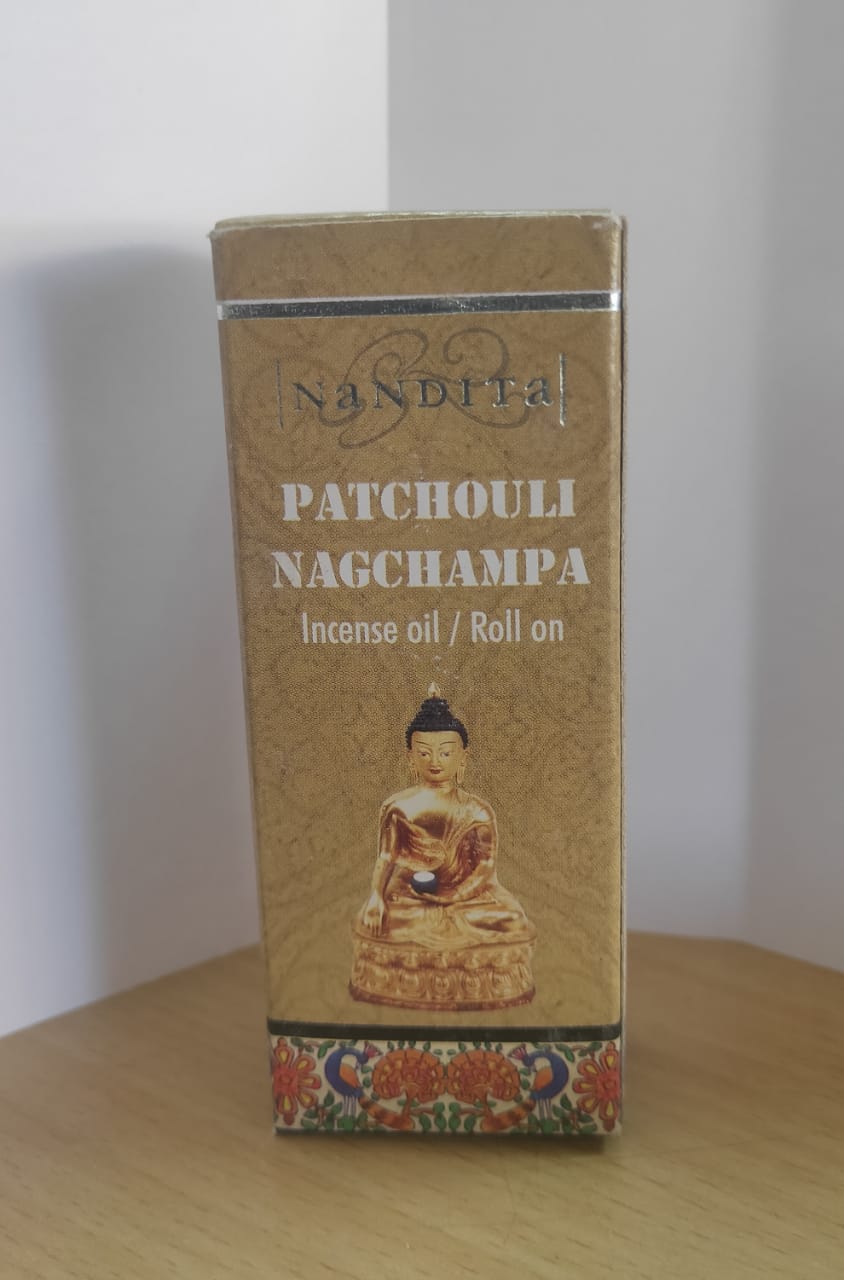 NaNDITa
PATCHOULI
NAGCHAMPA
Incense oil / Roll on